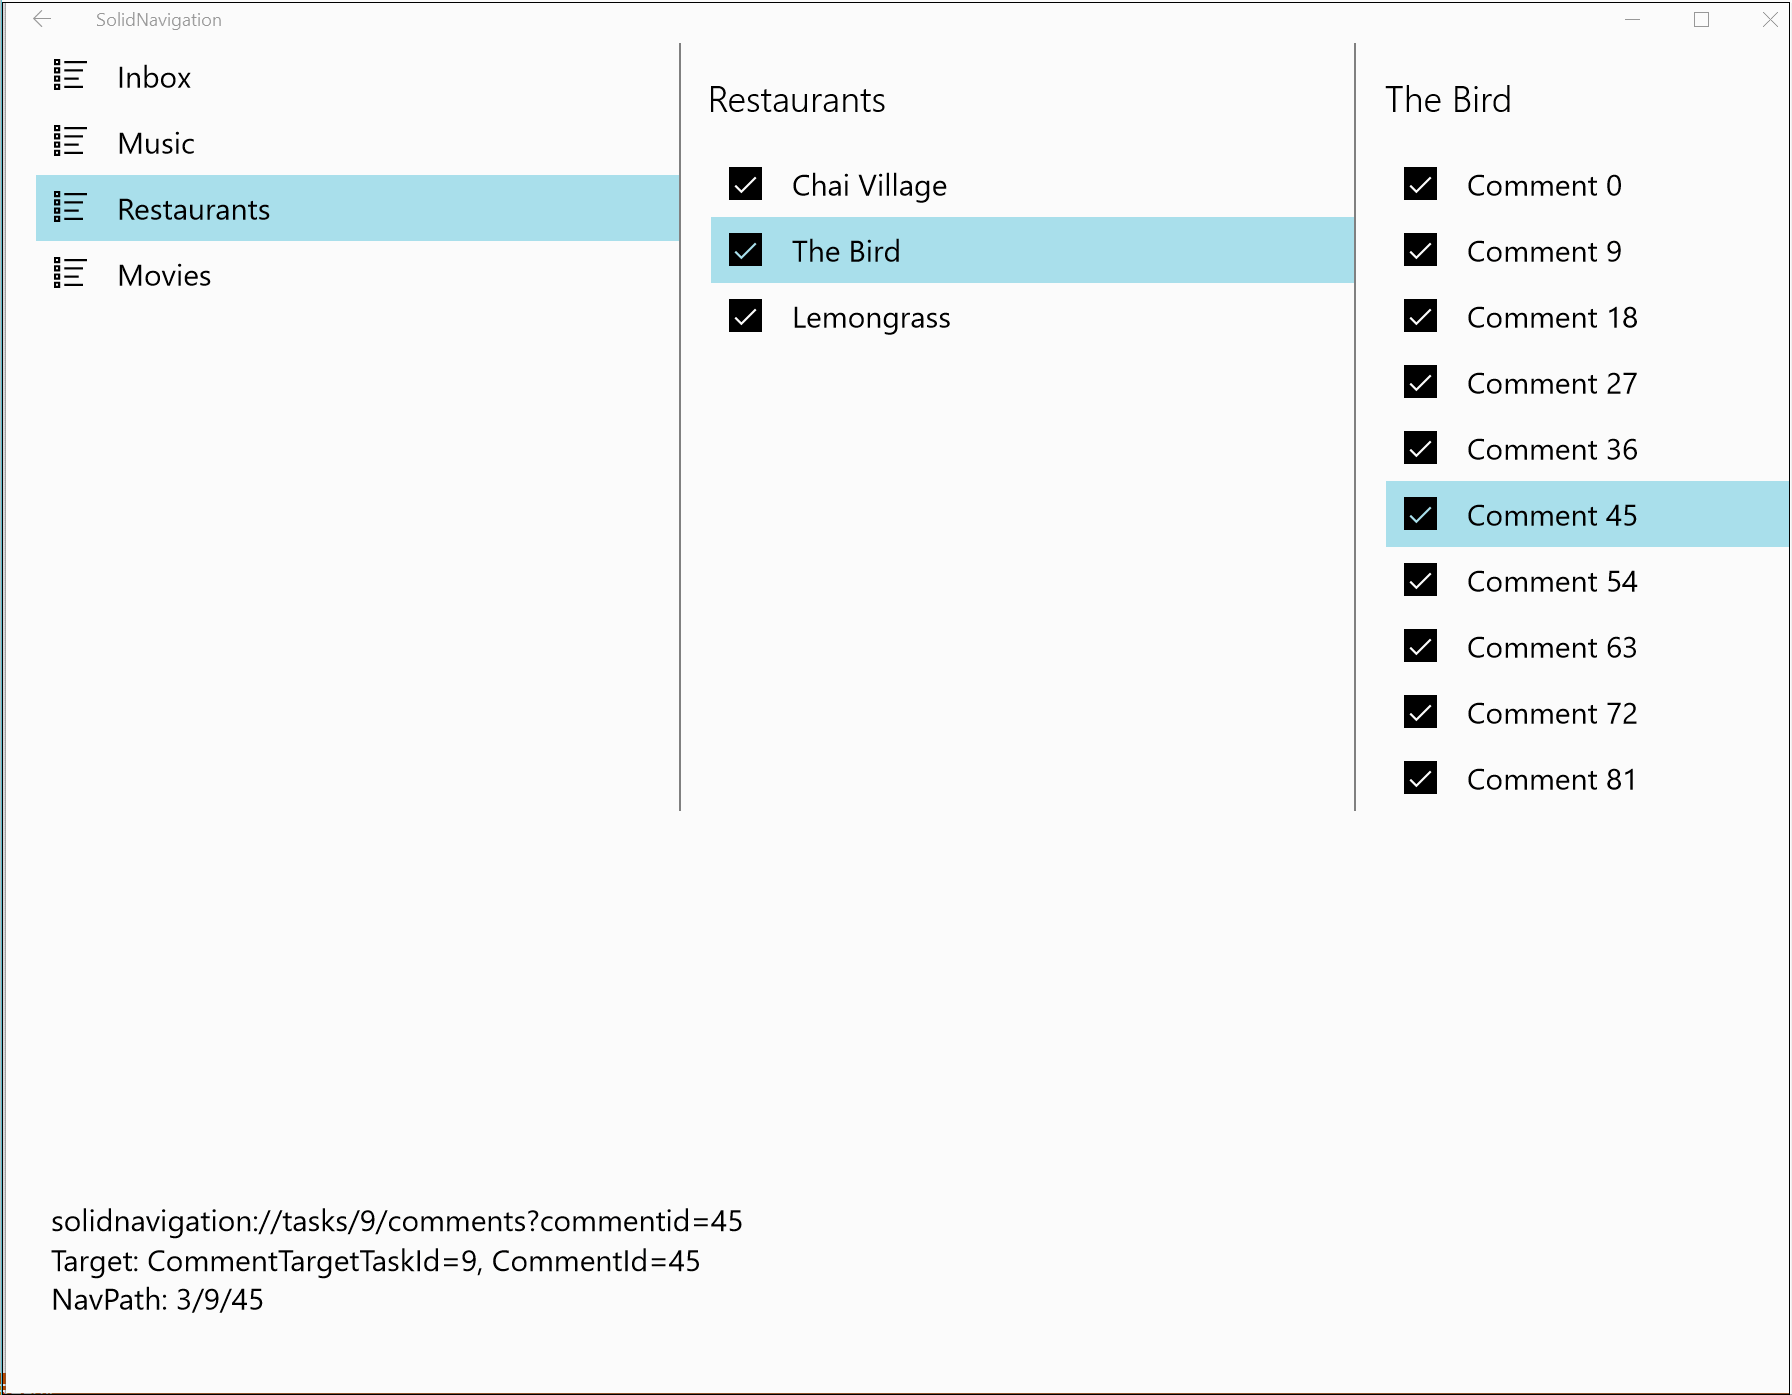 SolidNavigation
Inbox
Music
Restaurants
Movies
Restaurants
Chai Village
The Bird
Lemongrass
The Bird
Comment 0
Comment 9
Comment 18
Comment 27
Comment 36
Comment 45
Comment 54
Comment 63
Comment 72
Comment 81
solidnavigation://tasks/9/comments?commentid=45
Target: CommentTargetTaskId=9, CommentId=45
NavPath: 3/9/45